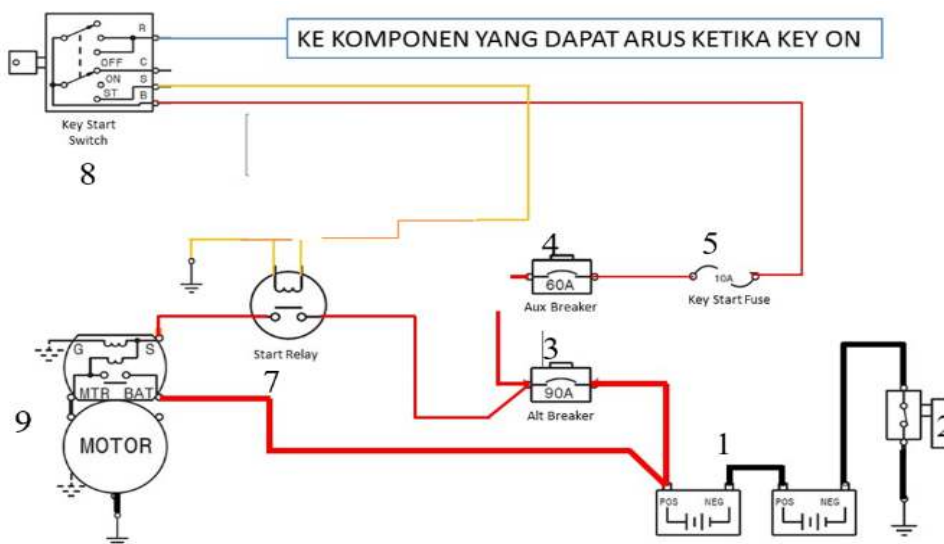 R
KE KOMPONEN YANG DAPAT ARUS KETIKA KEY ON
OFF
C
ON
S
ST
B
Key Start
Switch
8
4
5
60A
10A
Aux Breaker
Key Start Fuse
G
S
Start Relay
3
7
90A
MTR
BAT
Alt Breaker
9
MOTOR
1
2
POS
NEG
POS
NEG